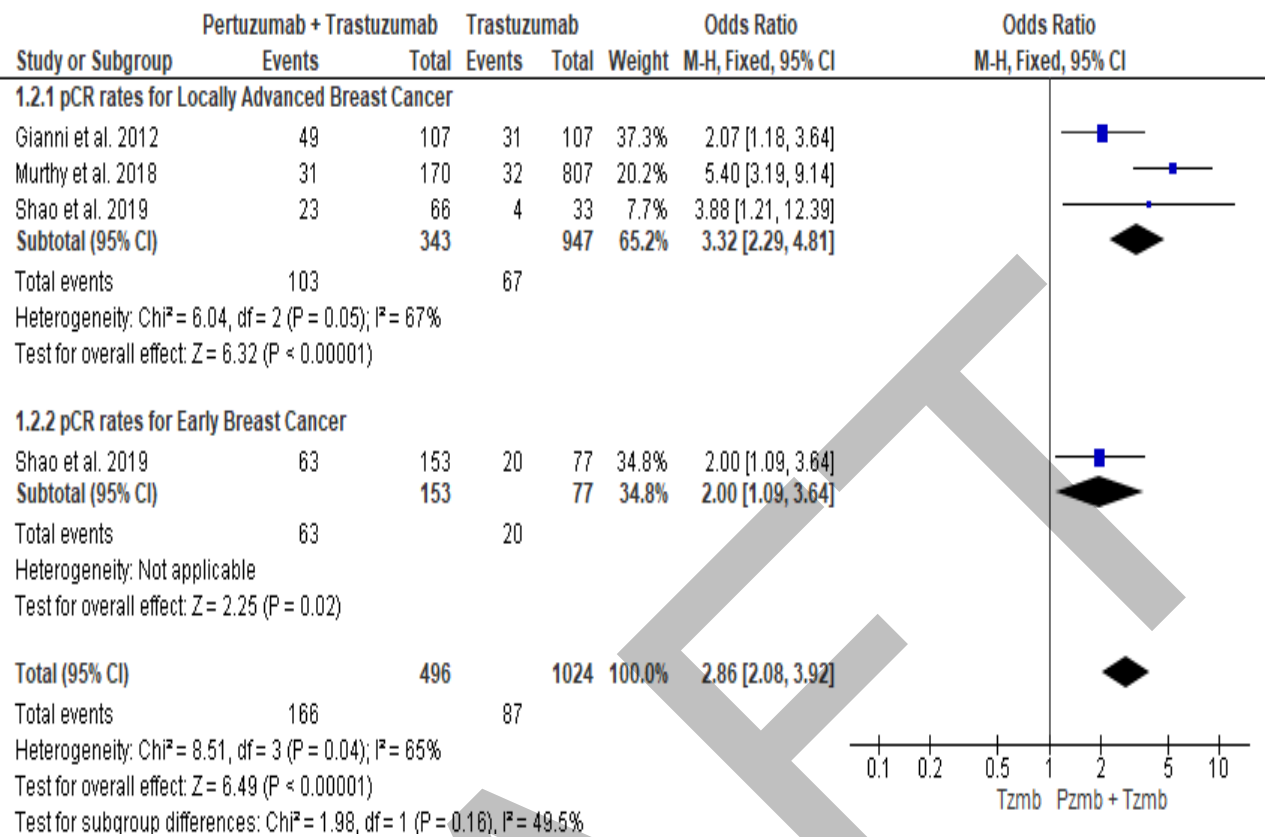 Pertuzumab + Trastuzumab Trastuzumab Odds Ratio Odds Ratio
Study or Subgroup Events Total Events Total Weight M-H, Fixed, 95% CI M-H, Fixed, 95% CI
1.2.1 pCR rates for Locally Advanced Breast Cancer
Gianni et al. 2012 49 107 31 107 37.3% 2.07 [1.18, 3.64]
Murthy et al. 2018 31 170 32 807 20.2% 5.40 [3.19, 9.14]
Shao et al. 2019 23 66 4 33 7.7% 3.88 [1.21, 12.39]
Subtotal (95% CI) 343 947 65.2% 3.32 [2.29, 4.81]
Total events 103 67
Heterogeneity: Chi² = 6.04, df = 2 (P = 0.05); I² = 67%
Test for overall effect: Z = 6.32 (P < 0.00001)
1.2.2 pCR rates for Early Breast Cancer
Shao et al. 2019 63 153 20 77 34.8% 2.00 [1.09, 3.64]
Subtotal (95% CI) 153 77 34.8% 2.00 [1.09, 3.64]
Total events 63 20
Heterogeneity: Not applicable
Test for overall effect: Z = 2.25 (P = 0.02)
Total (95% CI) 496 1024 100.0% 2.86 [2.08, 3.92]
Total events 166 87
Heterogeneity: Chi² = 8.51, df = 3 (P = 0.04); I² = 65%
Test for overall effect: Z = 6.49 (P < 0.00001)
Test for subgroup differences: Chi² = 1.98, df = 1 (P = 0.16), I² = 49.5%
0.1 0.2 0.5 1 2 5 10
Tzmb Pzmb + Tzmb